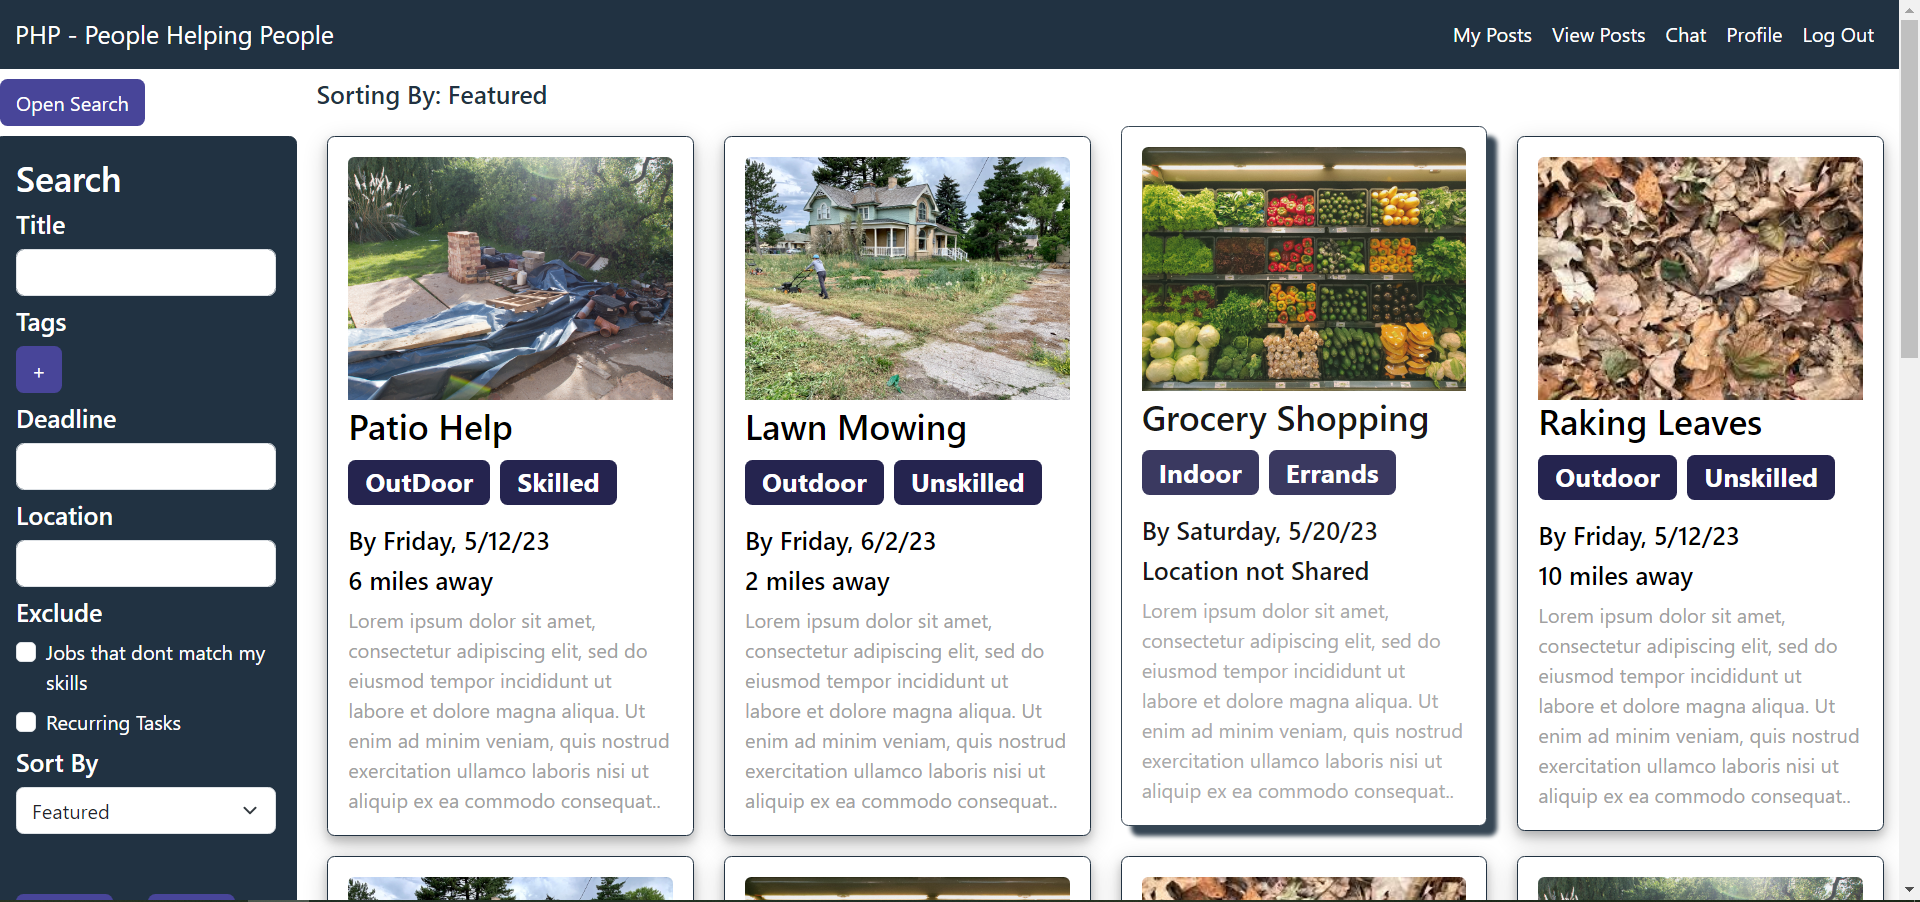 PHP - People Helping People
My Posts View Posts Chat Profile Log Out
Open Search
Sorting By: Featured
Search
Title
Tags
+
Deadline
Location
Exclude
Jobs that dont match my
skills
Recurring Tasks
Sort By
Featured
Patio Help
OutDoor Skilled
By Friday, 5/12/23
6 miles away
Lorem ipsum dolor sit amet,
consectetur adipiscing elit, sed do
eiusmod tempor incididunt ut
labore et dolore magna aliqua. Ut
enim ad minim veniam, quis nostrud
exercitation ullamco laboris nisi ut
aliquip ex ea commodo consequat..
Lawn Mowing
Outdoor Unskilled
By Friday, 6/2/23
2 miles away
Lorem ipsum dolor sit amet,
consectetur adipiscing elit, sed do
eiusmod tempor incididunt ut
labore et dolore magna aliqua. Ut
enim ad minim veniam, quis nostrud
exercitation ullamco laboris nisi ut
aliquip ex ea commodo consequat..
Grocery Shopping
Indoor Errands
By Saturday, 5/20/23
Location not Shared
Lorem ipsum dolor sit amet,
consectetur adipiscing elit, sed do
eiusmod tempor incididunt ut
labore et dolore magna aliqua. Ut
enim ad minim veniam, quis nostrud
exercitation ullamco laboris nisi ut
aliquip ex ea commodo consequat..
Raking Leaves
Outdoor Unskilled
By Friday, 5/12/23
10 miles away
Lorem ipsum dolor sit amet,
consectetur adipiscing elit, sed do
eiusmod tempor incididunt ut
labore et dolore magna aliqua. Ut
enim ad minim veniam, quis nostrud
exercitation ullamco laboris nisi ut
aliquip ex ea commodo consequat..